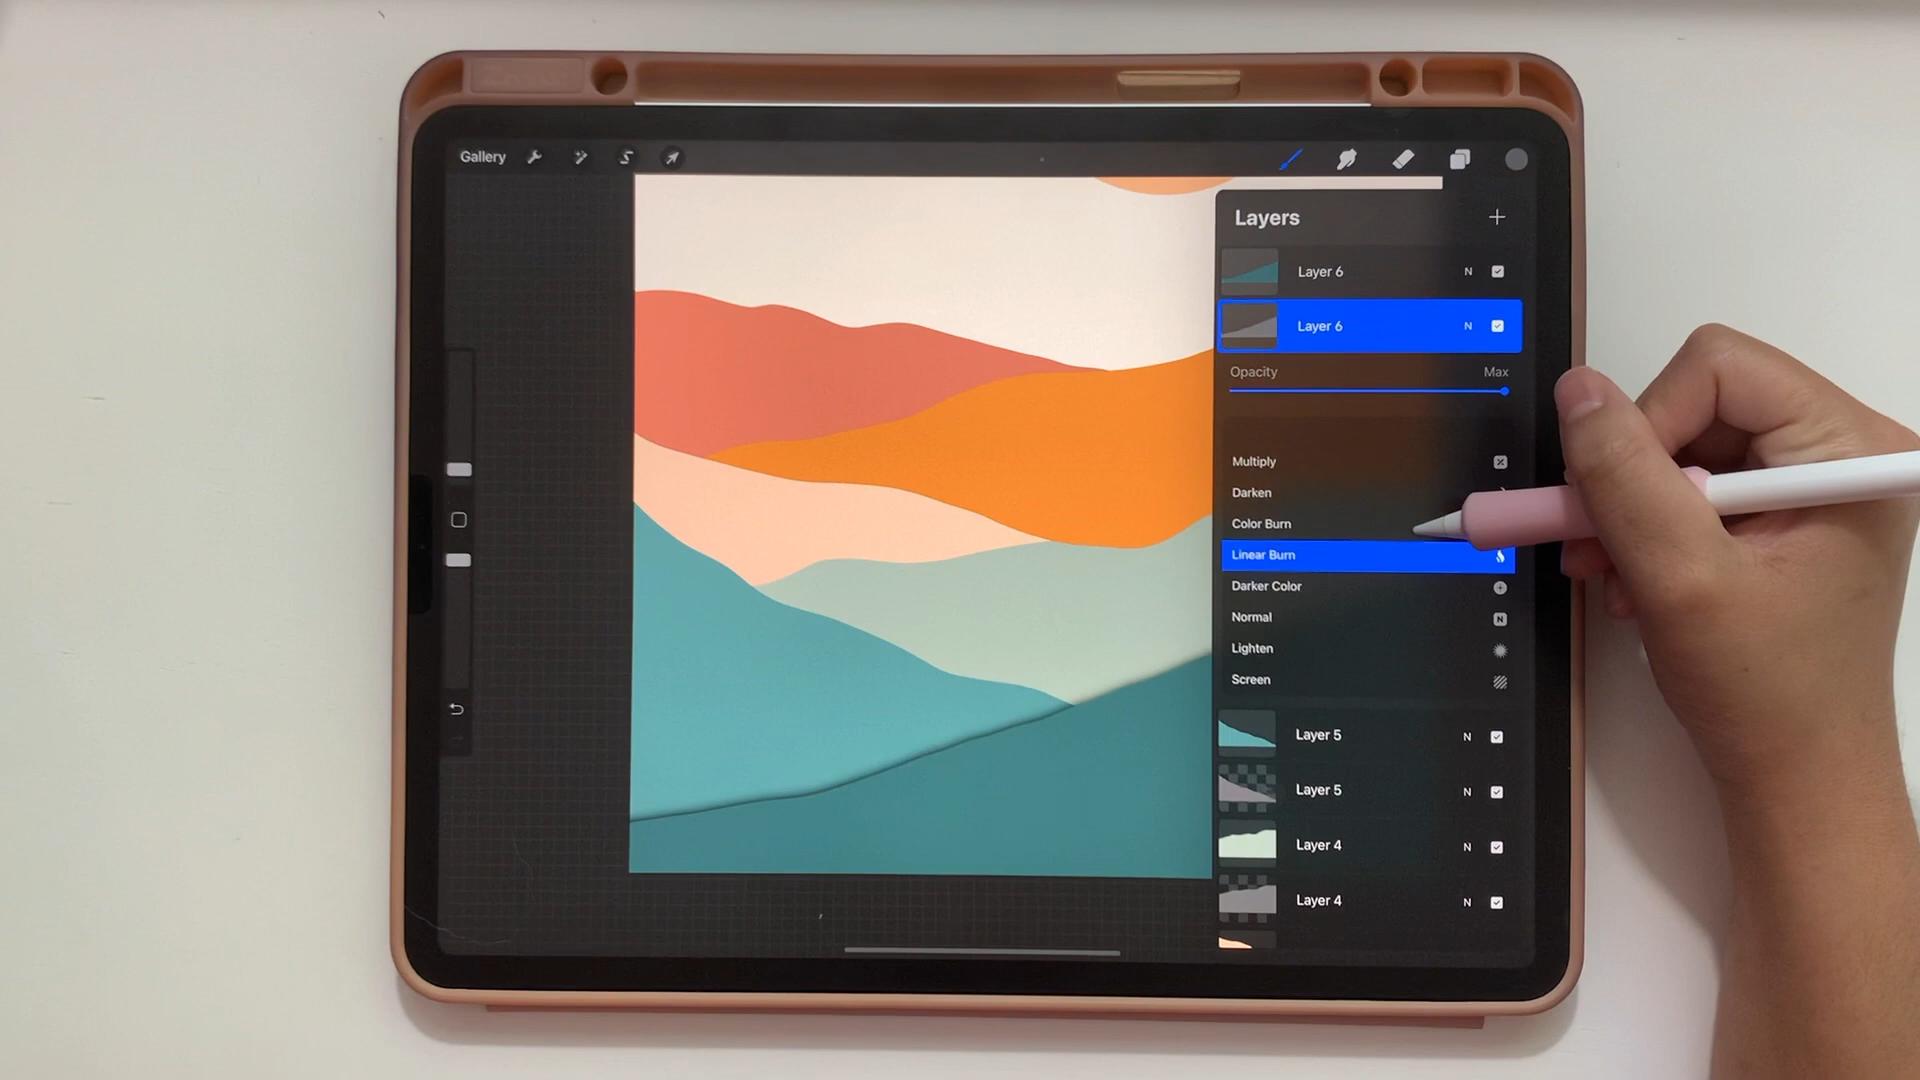 Gallery
Layers
Layer 6 N
Layer 6 N
Opacity Max
Multiply
Darken
Color Burn
Linear Burn
Darker Color
Normal N
Lighten
Screen
Layer 5 N
Layer 5 N
Layer 4 N
Layer 4 N